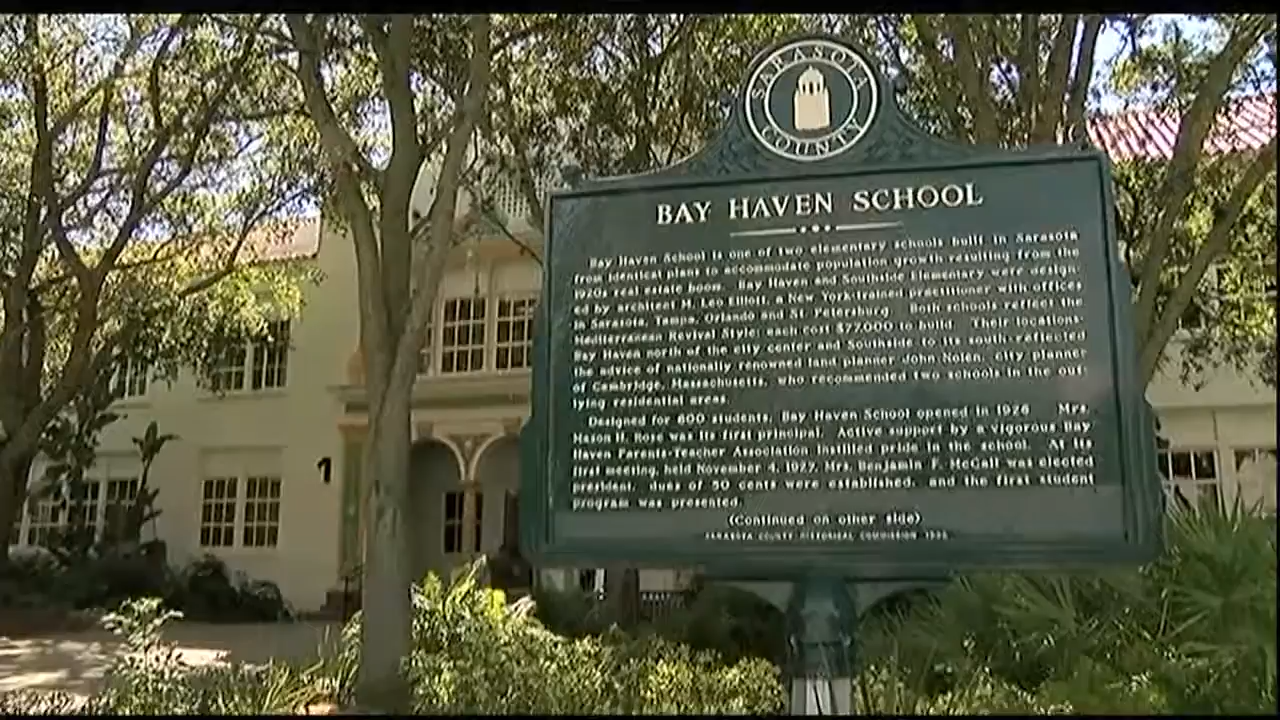 SARASOTA
COUNTY
BAY HAVEN SCHOOL
Bay Haven School is one of two elementary schools built in Sarasota
from identical plans to accommodate population growth resulting from the
1920s real estate boom. Bay Haven and Southside Elementary were design-
ed by architect M. Leo Elliott, a New York-trained practitioner with offices
in Sarasota, Tampa, Orlando and St. Petersburg. Both schools reflect the
Mediterranean Revival Style; each cost $77,000 to build. Their locations-
Bay Haven north of the city center and Southside to its south-reflected
the advice of nationally renowned land planner John Nolen, city planner
of Cambridge, Massachusetts, who recommended two schools in the out-
lying residential areas.
Designed for 600 students, Bay Haven School opened in 1926. Mrs.
Mason H. Rose was its first principal. Active support by a vigorous Bay
Haven Parents-Teacher Association instilled pride in the school. At its
first meeting, held November 4, 1927, Mrs. Benjamin F. McCall was elected
president, dues of 50 cents were established, and the first student
program was presented.
(Continued on other side)
SARASOTA COUNTY HISTORICAL COMMISSION